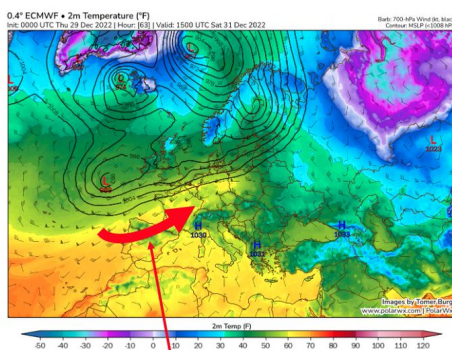 0.4° ECMWF • 2m Temperature (°F)
Init: 0000 UTC Thu 29 Dec 2022 | Hour: [63] | Valid: 1500 UTC Sat 31 Dec 2022
Barb: 700-hPa Wind (kt, black)
Contour: MSLP (<1008 hP
L
L
L
L
L
1023
H
1030
H
1031
H
1033
Images by Tomer Burg
www.polarwx.com | PolarWx
2m Temp (F)
-50 -40 -30 -20 -10 0 10 20 30 40 50 60 70 80 90 100 110 120